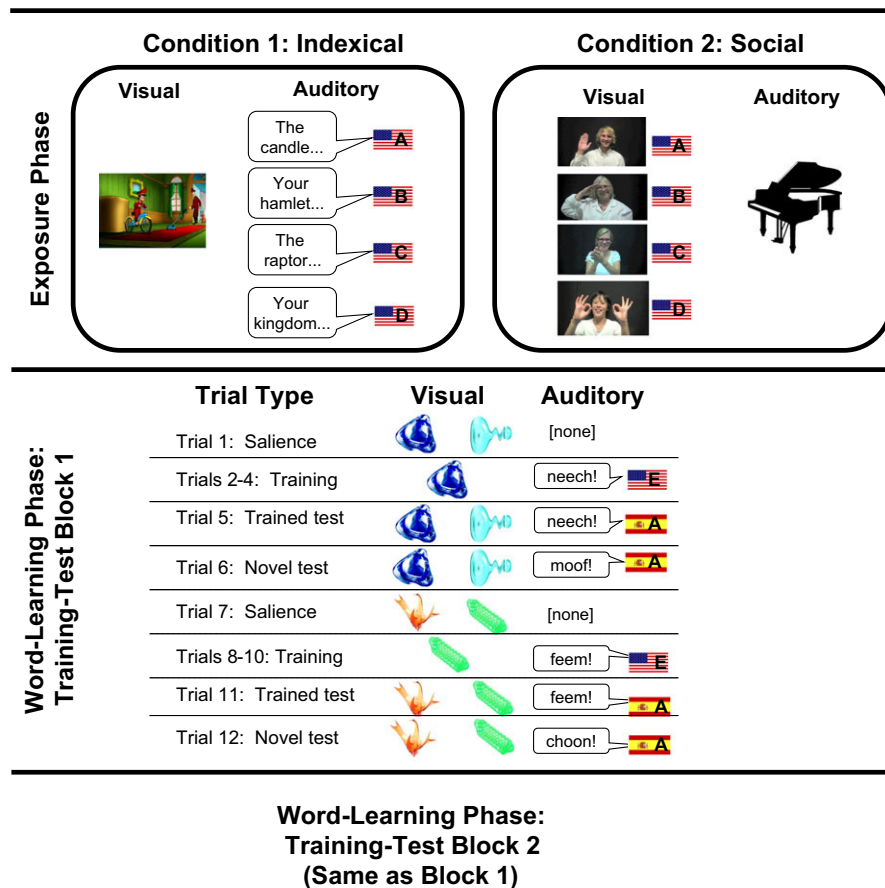 Condition 1: Indexical
Condition 2: Social
Exposure Phase
Visual
Auditory
The
candle...
A
Your
hamlet...
B
The
raptor...
C
Your
kingdom...
D
Visual
Auditory
A
B
C
D
Word-Learning Phase:
Training-Test Block 1
Trial Type Visual Auditory
Trial 1: Salience [none]
Trials 2-4: Training neech! E
Trial 5: Trained test neech! A
Trial 6: Novel test moof! A
Trial 7: Salience [none]
Trials 8-10: Training feem! E
Trial 11: Trained test feem! A
Trial 12: Novel test choon! A
Word-Learning Phase:
Training-Test Block 2
(Same as Block 1)